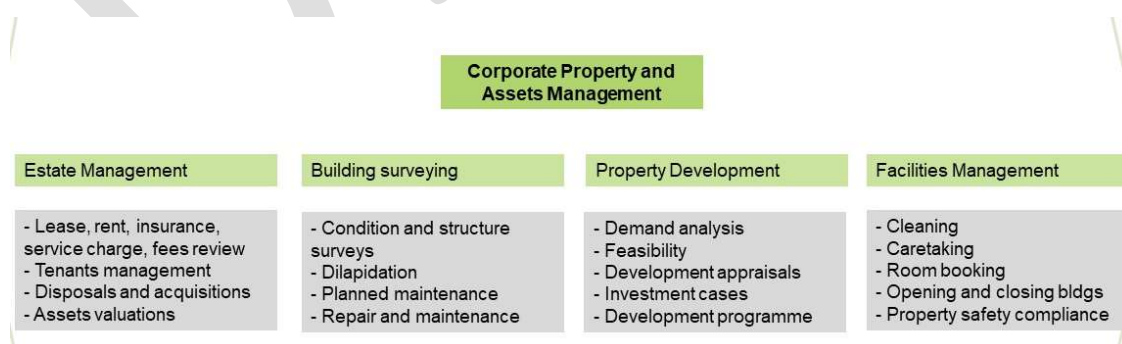 Corporate Property and
Assets Management
Estate Management
- Lease, rent, insurance,
service charge, fees review
- Tenants management
- Disposals and acquisitions
- Assets valuations
Building surveying
- Condition and structure
surveys
- Dilapidation
- Planned maintenance
- Repair and maintenance
Property Development
- Demand analysis
- Feasibility
- Development appraisals
- Investment cases
- Development programme
Facilities Management
- Cleaning
- Caretaking
- Room booking
- Opening and closing bldgs
- Property safety compliance